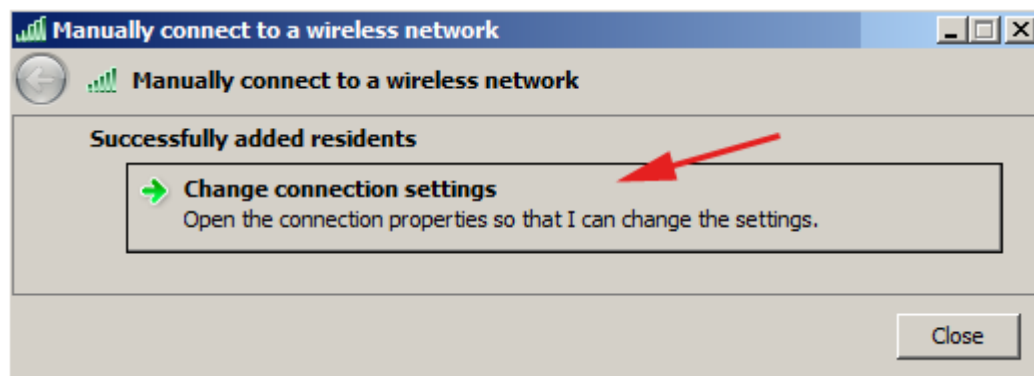 Manually connect to a wireless network
Manually connect to a wireless network
Successfully added residents
Change connection settings
Open the connection properties so that I can change the settings.
Close